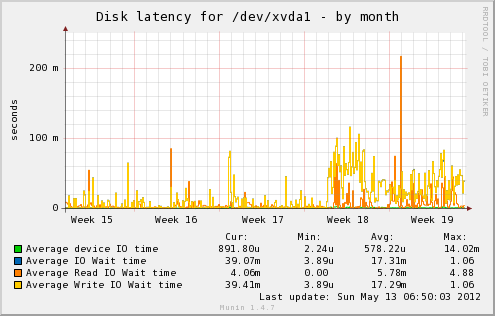 Disk latency for /dev/xvda1 - by month
RRDTOOL / TOBI OETIKER
seconds
200 m
100 m
0
Week 15 Week 16 Week 17 Week 18 Week 19
Cur: Min: Avg: Max:
Average device IO time 891.80u 2.24u 578.22u 14.02m
Average IO Wait time 39.07m 3.89u 17.31m 1.06
Average Read IO Wait time 4.06m 0.00 5.78m 4.88
Average Write IO Wait time 39.41m 3.89u 17.29m 1.06
Last update: Sun May 13 06:50:03 2012
Munin 1.4.7